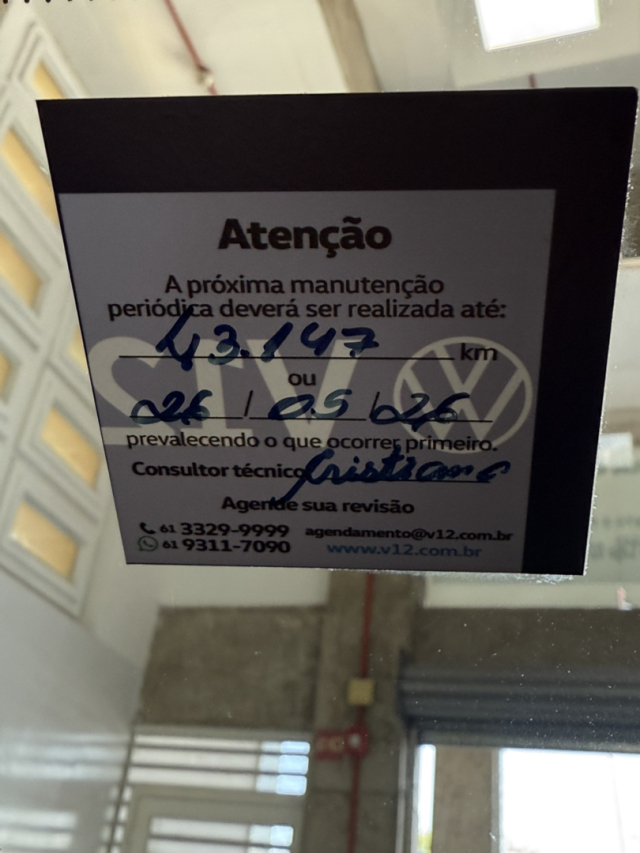 Atenção
A próxima manutenção
periódica deverá ser realizada até:
43.147 km
ou
26 / 05 / 26
prevalecendo o que ocorrer primeiro.
Consultor técnico Cristiane
Agende sua revisão
61 3329-9999 agendamento@v12.com.br
61 9311-7090 www.v12.com.br